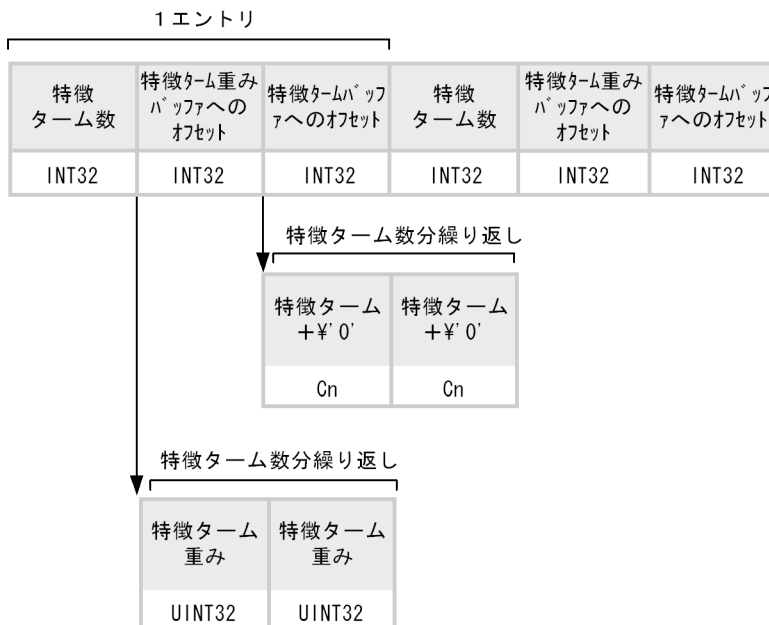 １エントリ
特徴
ターム数
特徴ﾀｰﾑ重み
ﾊﾞｯﾌｧへの
ｵﾌｾｯﾄ
特徴ﾀｰﾑﾊﾞｯﾌ
ｧへのｵﾌｾｯﾄ
特徴
ターム数
特徴ﾀｰﾑ重み
ﾊﾞｯﾌｧへの
ｵﾌｾｯﾄ
特徴ﾀｰﾑﾊﾞｯﾌ
ｧへのｵﾌｾｯﾄ
INT32 INT32 INT32 INT32 INT32 INT32
特徴ターム数分繰り返し
特徴ターム
＋¥'0'
特徴ターム
＋¥'0'
Cn Cn
特徴ターム数分繰り返し
特徴ターム
重み
特徴ターム
重み
UINT32 UINT32